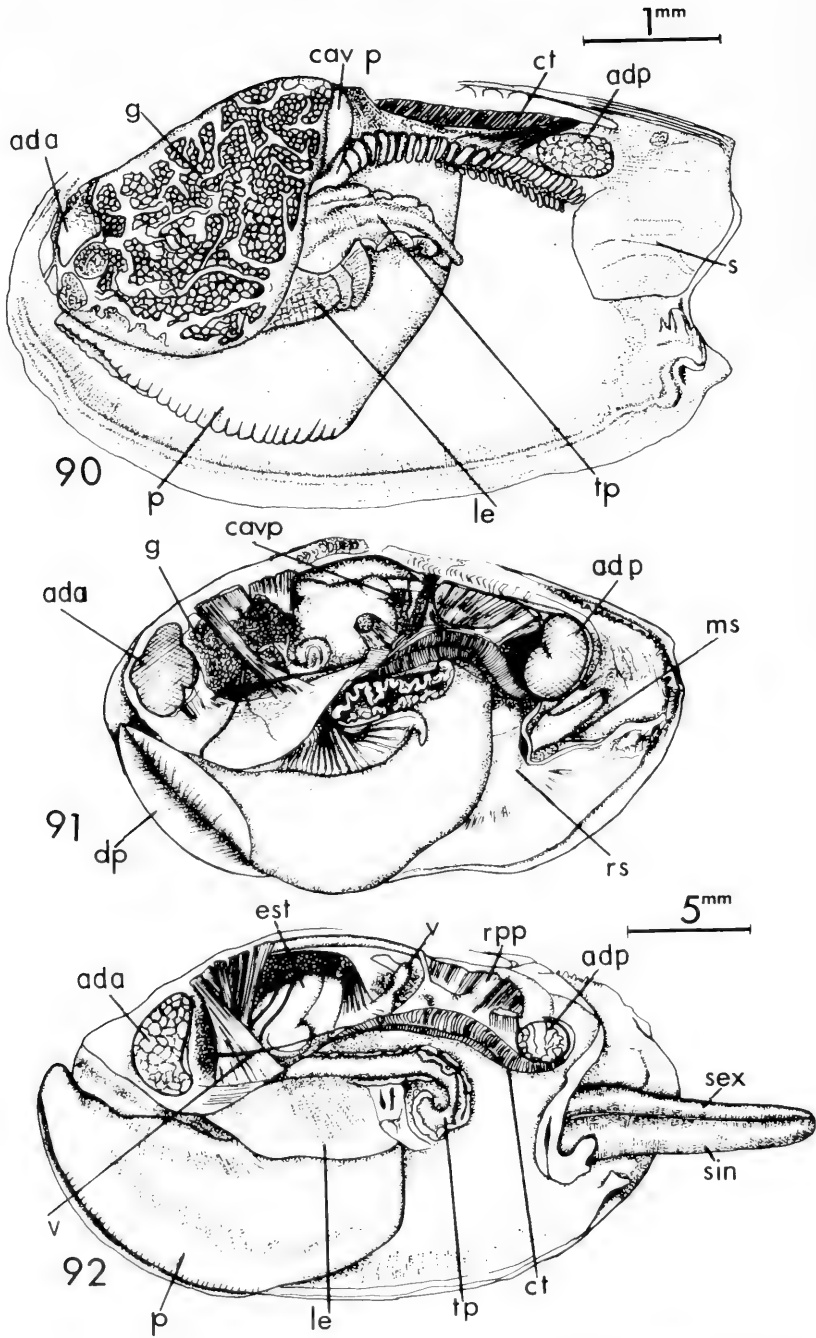 1mm
cav p
ct
adp
g
ada
s
90
p
le
tp
cavp
g
adp
ada
ms
91
dp
rs
5mm
est
v
rpp
adp
ada
sex
sin
v
92
p
le
tp
ct